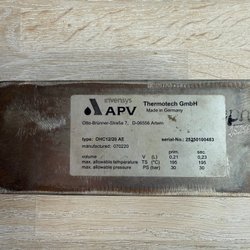 invensys
APV
Thermotech GmbH
Made in Germany
Otto-Brünner-Straße 7, D-06556 Artern
type: OHC12/20 AE serial-No.: 25250100483
manufactured: 070220
prim. sec.
volume V (L) 0,21 0,23
max. allowable temperature TS (°C) 195 195
max. allowable pressure PS (bar) 30 30